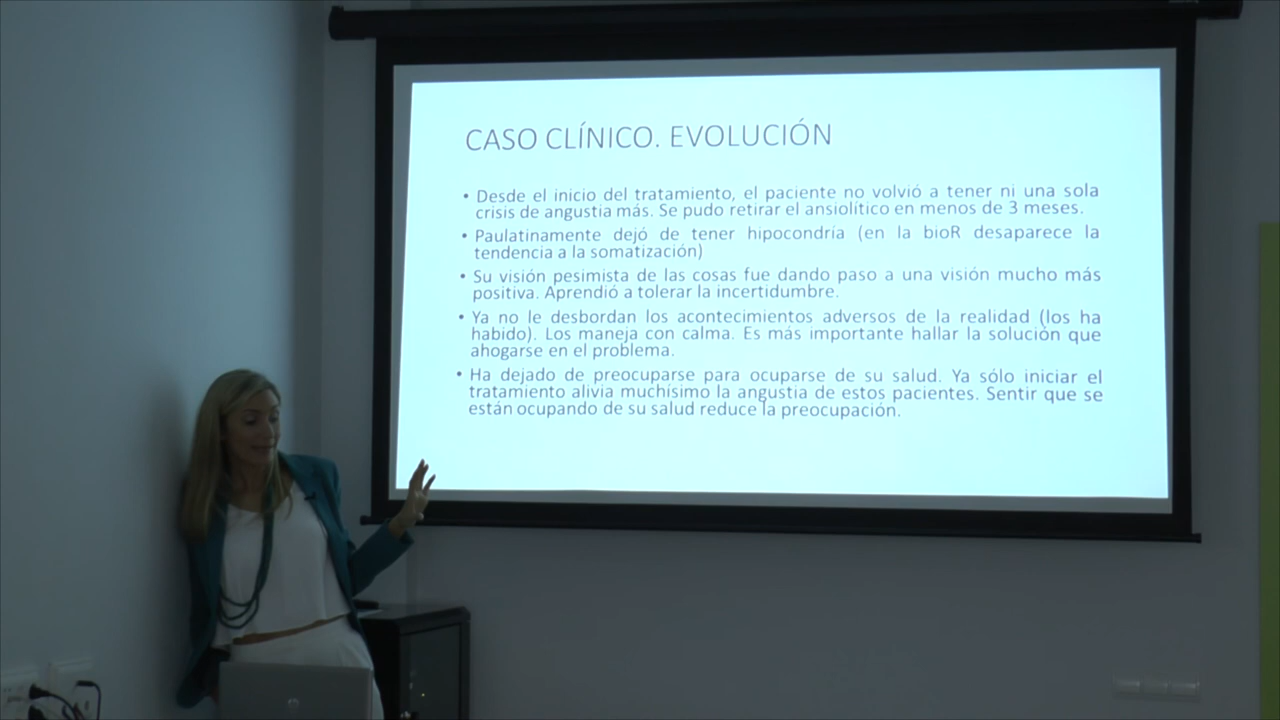 CASO CLÍNICO. EVOLUCIÓN
• Desde el inicio del tratamiento, el paciente no volvió a tener ni una sola
crisis de angustia más. Se pudo retirar el ansiolítico en menos de 3 meses.
• Paulatinamente dejó de tener hipocondría (en la bioR desaparece la
tendencia a la somatización)
• Su visión pesimista de las cosas fue dando paso a una visión mucho más
positiva. Aprendió a tolerar la incertidumbre.
• Ya no le desbordan los acontecimientos adversos de la realidad (los ha
habido). Los maneja con calma. Es más importante hallar la solución que
ahogarse en el problema.
• Ha dejado de preocuparse para ocuparse de su salud. Ya sólo iniciar el
tratamiento alivia muchísimo la angustia de estos pacientes. Sentir que se
están ocupando de su salud reduce la preocupación.
hp